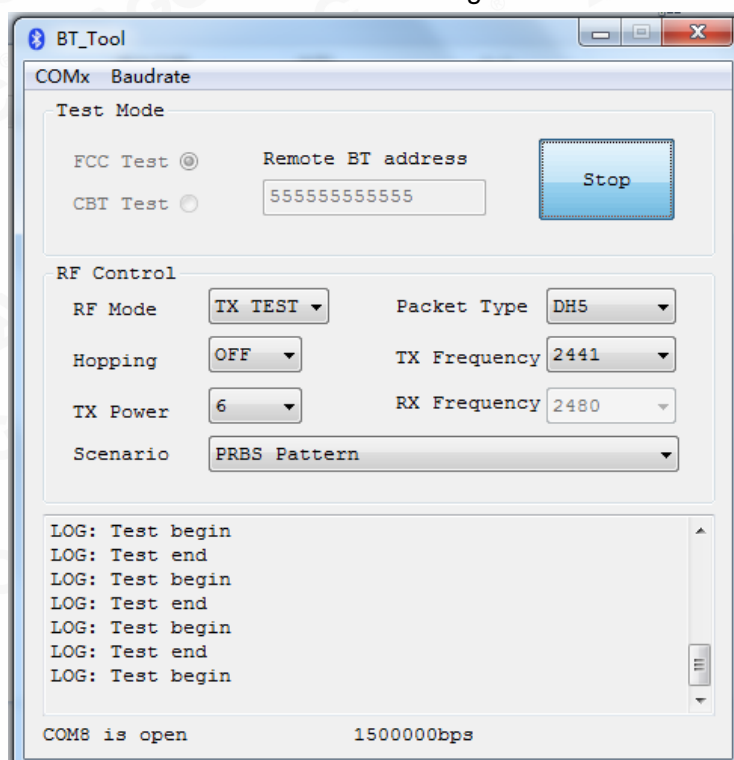 BT_Tool
COMx Baudrate
Test Mode
FCC Test
Remote BT address
Stop
CBT Test
555555555555
RF Control
RF Mode TX TEST Packet Type DH5
Hopping OFF TX Frequency 2441
TX Power 6 RX Frequency 2480
Scenario PRBS Pattern
LOG: Test begin
LOG: Test end
LOG: Test begin
LOG: Test end
LOG: Test begin
LOG: Test end
LOG: Test begin
COM8 is open 1500000bps